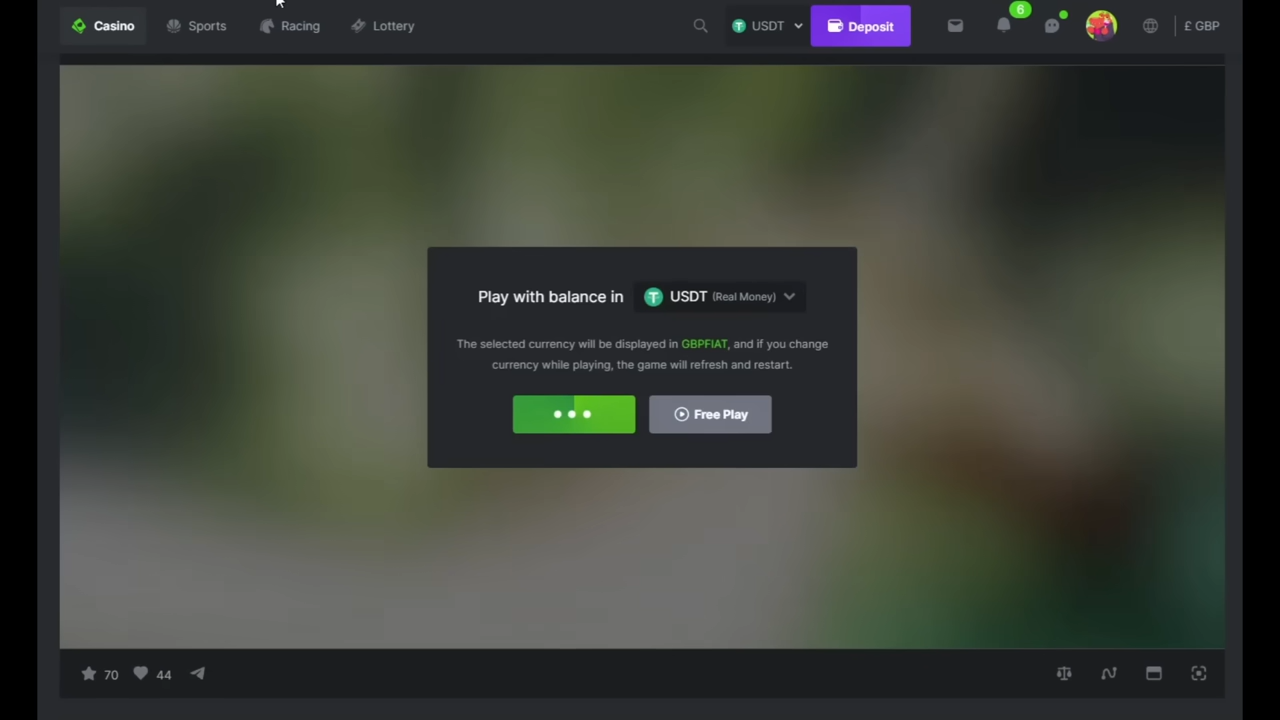 Casino Sports Racing Lottery USDT Deposit 6 £ GBP
Play with balance in USDT (Real Money)
The selected currency will be displayed in GBPFIAT, and if you change
currency while playing, the game will refresh and restart.
Free Play
70 44